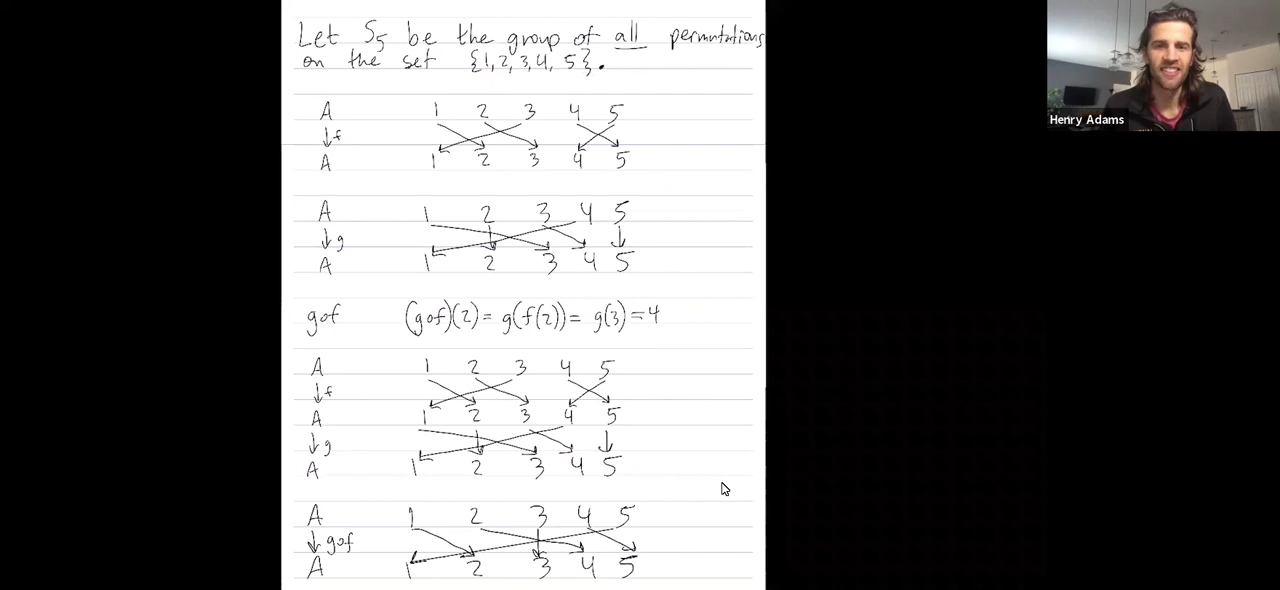 Let S₅ be the group of all permutations
on the set {1,2,3,4,5}.
A 1 2 3 4 5
↓f
A 1 2 3 4 5
A 1 2 3 4 5
↓g
A 1 2 3 4 5
gof (gof)(2) = g(f(2)) = g(3) = 4
A 1 2 3 4 5
↓f
A 1 2 3 4 5
↓g
A 1 2 3 4 5
A 1 2 3 4 5
↓gof
A 1 2 3 4 5
Henry Adams